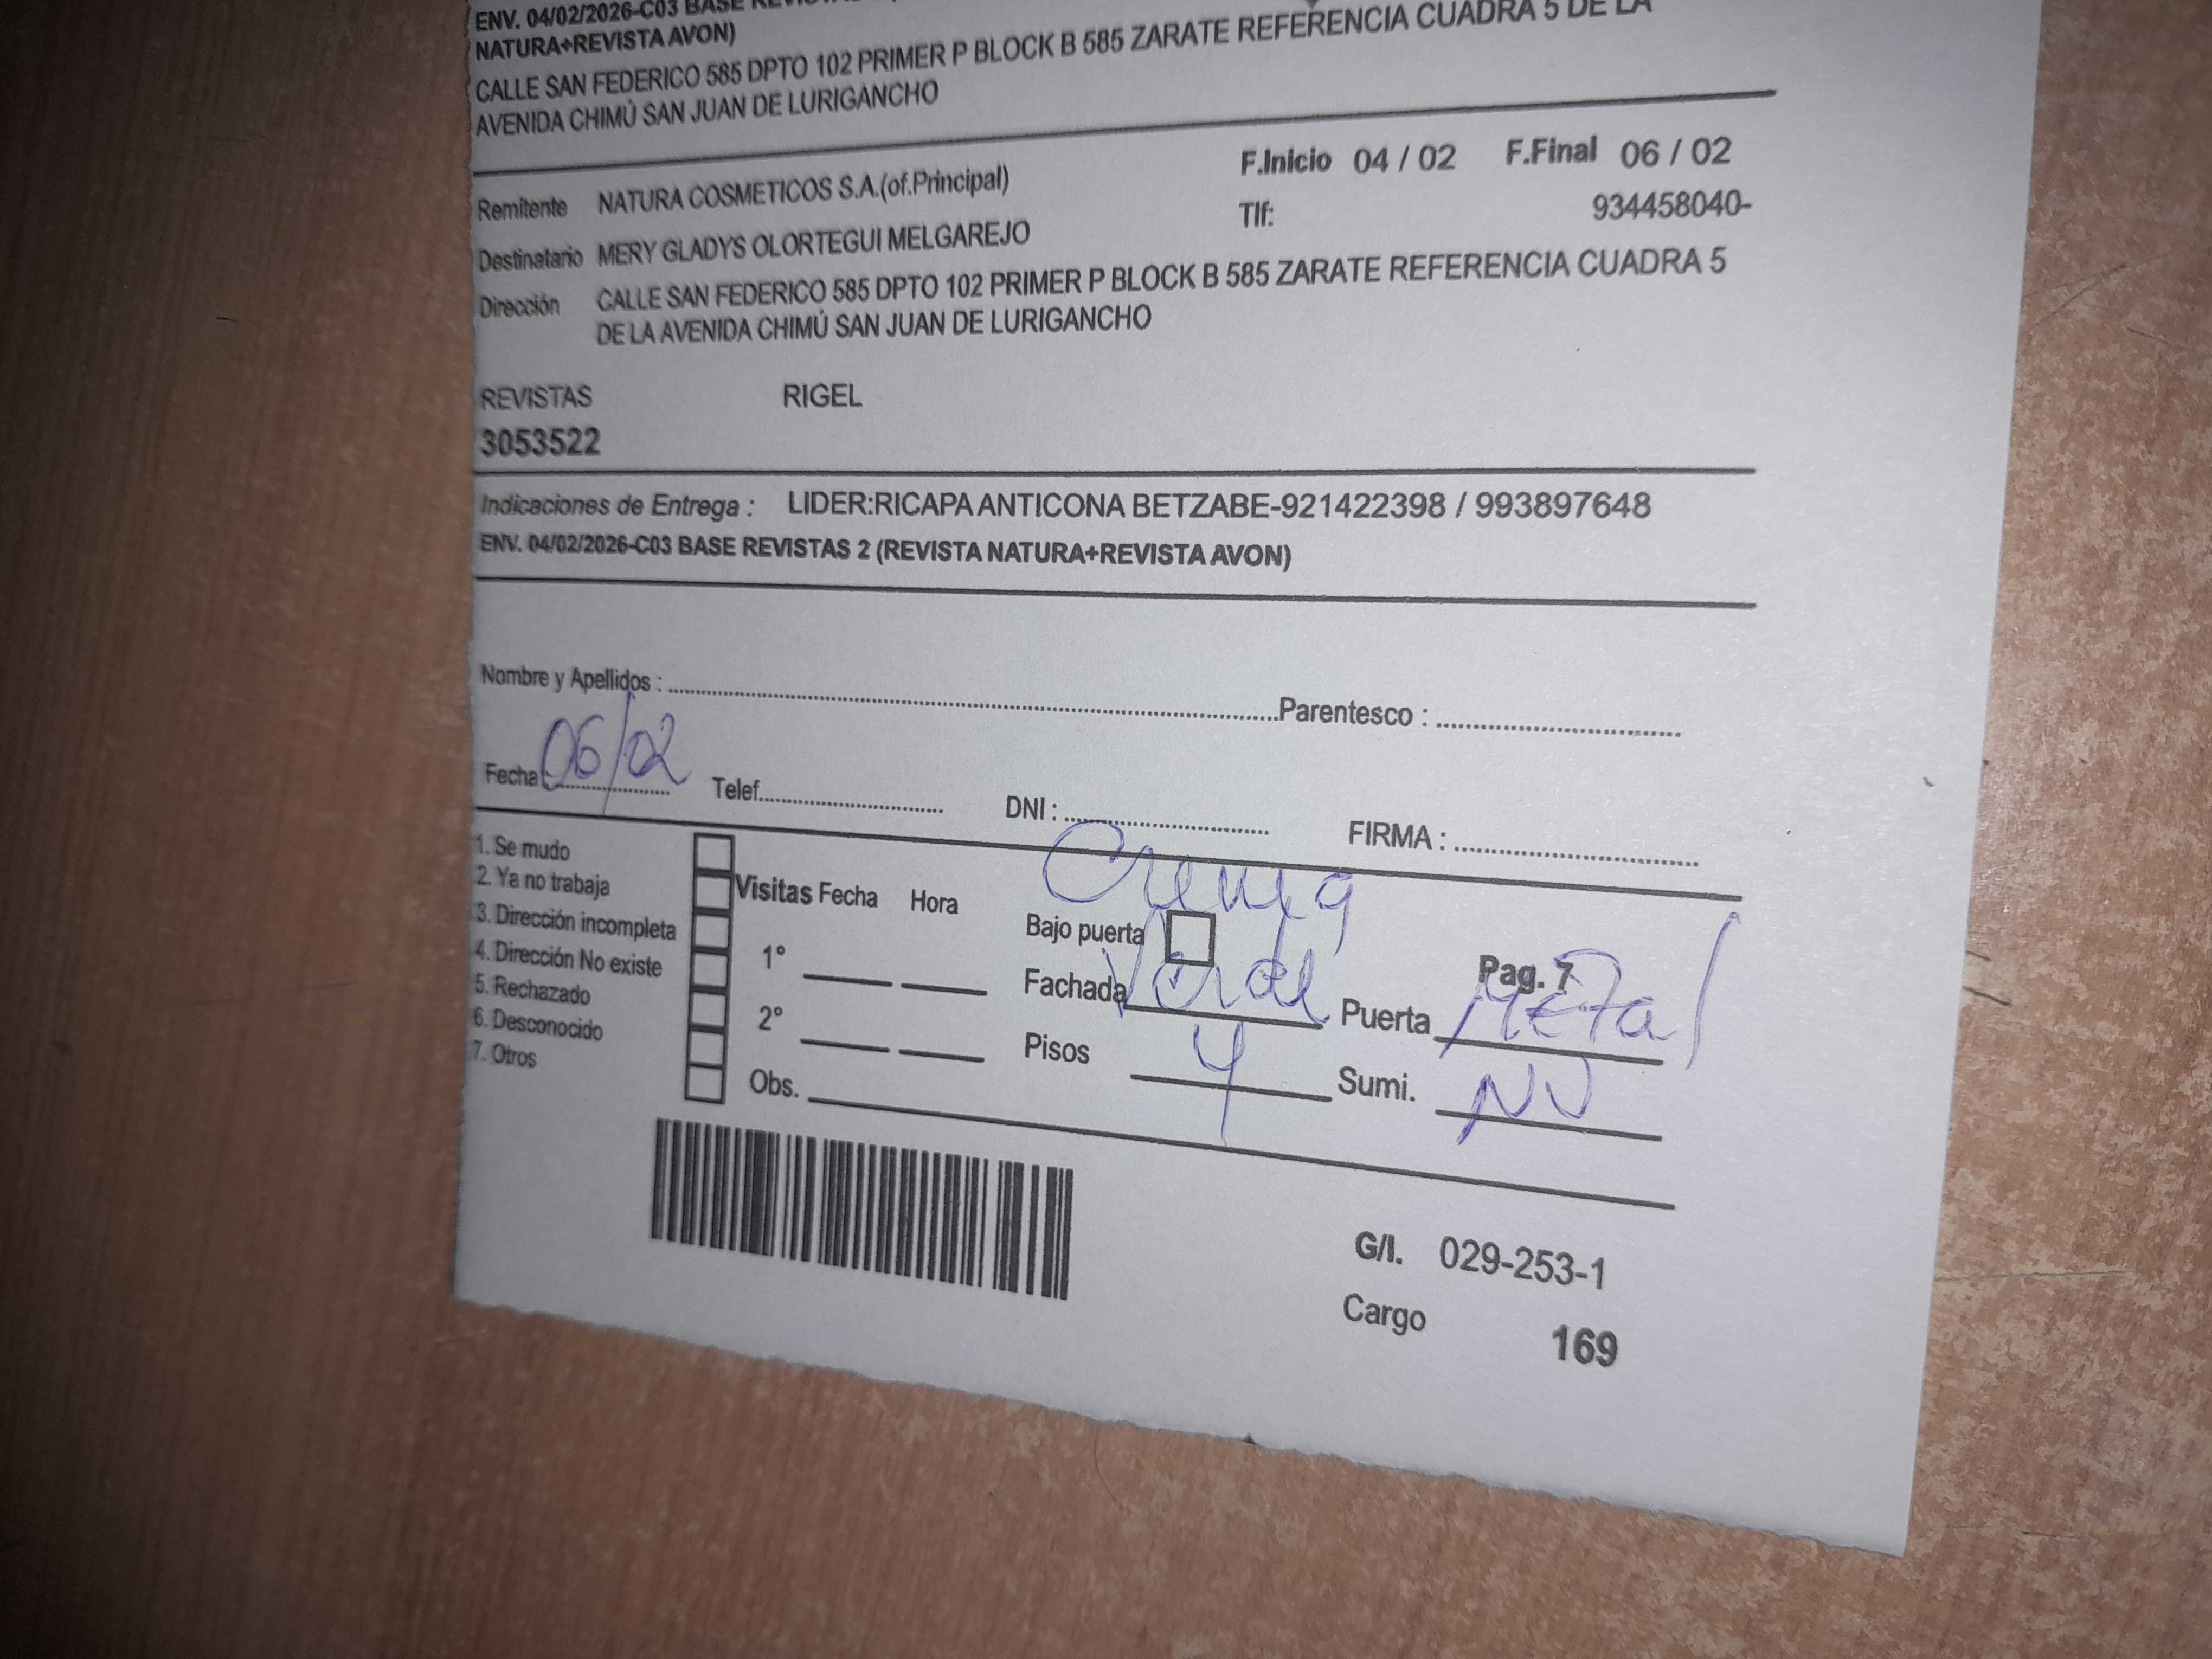 ENV. 04/02/2026-C03 BASE
NATURA+REVISTA AVON)
CALLE SAN FEDERICO 585 DPTO 102 PRIMER P BLOCK B 585 ZARATE REFERENCIA CUADRA 5 DE LA
AVENIDA CHIMÚ SAN JUAN DE LURIGANCHO
F.Inicio 04 / 02 F.Final 06 / 02
Remitente NATURA COSMETICOS S.A.(of.Principal)
Tlf: 934458040-
Destinatario MERY GLADYS OLORTEGUI MELGAREJO
Dirección CALLE SAN FEDERICO 585 DPTO 102 PRIMER P BLOCK B 585 ZARATE REFERENCIA CUADRA 5
DE LA AVENIDA CHIMÚ SAN JUAN DE LURIGANCHO
REVISTAS RIGEL
3053522
Indicaciones de Entrega : LIDER:RICAPA ANTICONA BETZABE-921422398 / 993897648
ENV. 04/02/2026-C03 BASE REVISTAS 2 (REVISTA NATURA+REVISTA AVON)
Nombre y Apellidos : Parentesco :
Fecha 06/02 Telef. DNI : FIRMA :
1. Se mudo
2. Ya no trabaja
3. Dirección incompleta
4. Dirección No existe
5. Rechazado
6. Desconocido
7. Otros
Visitas Fecha Hora
1°
2°
Obs.
Crema
Bajo puerta
Fachada Verde
Pisos 4
Pag. 7
Puerta Metal
Sumi. NV
G/I. 029-253-1
Cargo 169